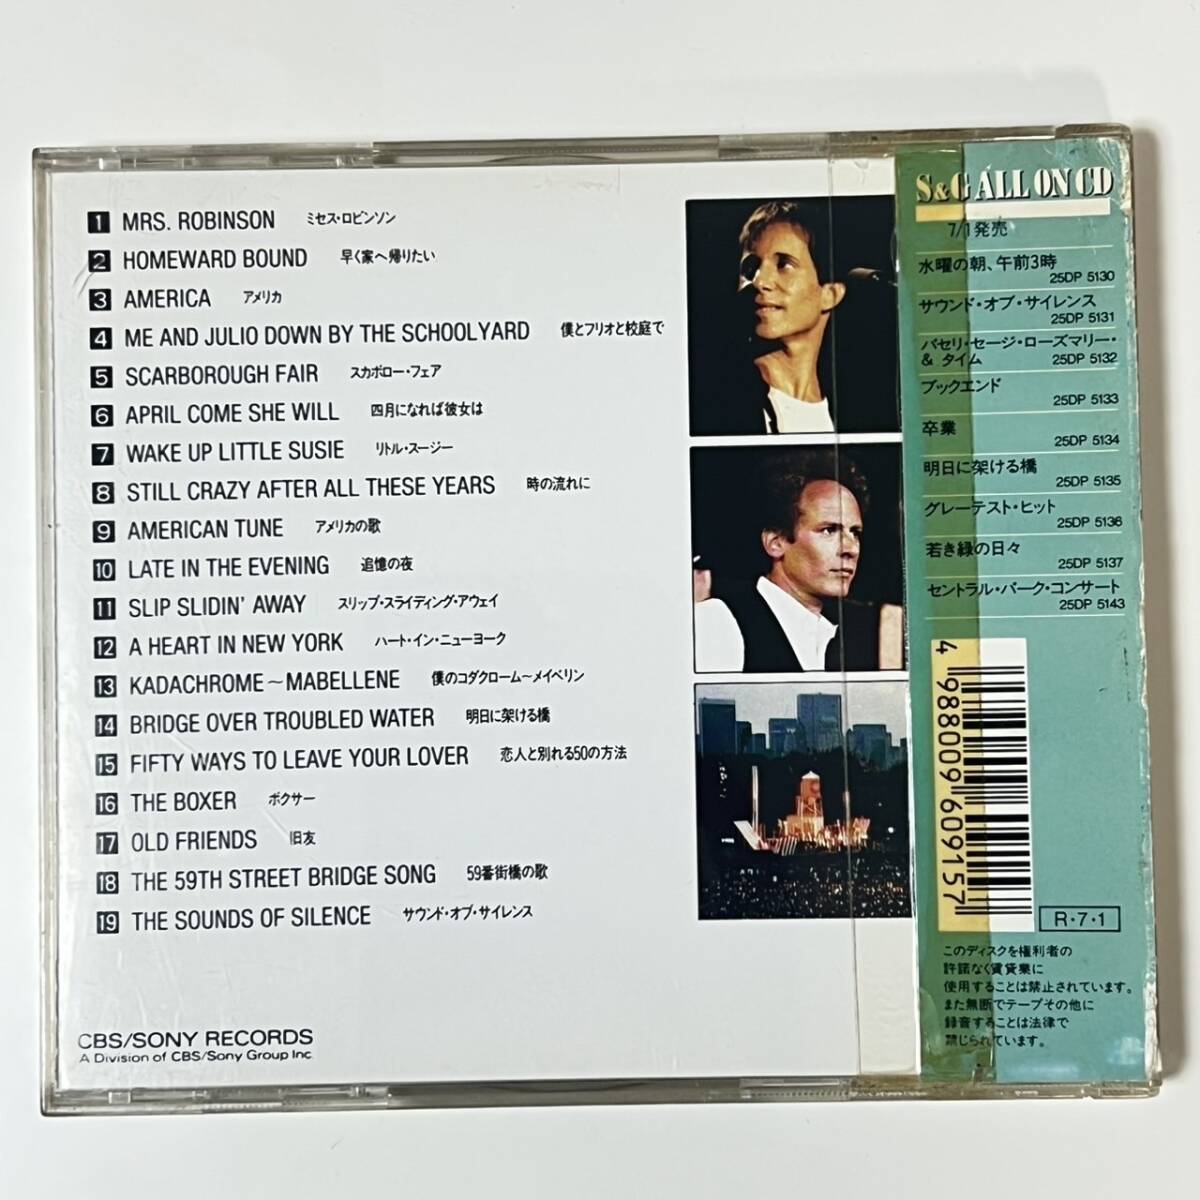 1 MRS. ROBINSON ミセス・ロビンソン
2 HOMEWARD BOUND 早く家へ帰りたい
3 AMERICA アメリカ
4 ME AND JULIO DOWN BY THE SCHOOLYARD 僕とフリオと校庭で
5 SCARBOROUGH FAIR スカボロー・フェア
6 APRIL COME SHE WILL 四月になれば彼女は
7 WAKE UP LITTLE SUSIE リトル・スージー
8 STILL CRAZY AFTER ALL THESE YEARS 時の流れに
9 AMERICAN TUNE アメリカの歌
10 LATE IN THE EVENING 追憶の夜
11 SLIP SLIDIN' AWAY スリップ・スライディング・アウェイ
12 A HEART IN NEW YORK ハート・イン・ニューヨーク
13 KADACHROME～MABELLENE 僕のコダクローム～メイベリン
14 BRIDGE OVER TROUBLED WATER 明日に架ける橋
15 FIFTY WAYS TO LEAVE YOUR LOVER 恋人と別れる50の方法
16 THE BOXER ボクサー
17 OLD FRIENDS 旧友
18 THE 59TH STREET BRIDGE SONG 59番街橋の歌
19 THE SOUNDS OF SILENCE サウンド・オブ・サイレンス
CBS/SONY RECORDS
A Division of CBS/Sony Group Inc.
S&G ALL ON CD
7/1発売
水曜の朝、午前3時
25DP 5130
サウンド・オブ・サイレンス
25DP 5131
パセリ・セージ・ローズマリー・
& タイム 25DP 5132
ブックエンド
25DP 5133
卒業
25DP 5134
明日に架ける橋
25DP 5135
グレーテスト・ヒット
25DP 5136
若き緑の日々
25DP 5137
セントラル・パーク・コンサート
25DP 5143
4 988009 609157
R・7・1
このディスクを権利者の
許諾なく賃貸業に
使用することは禁止されています。
また無断でテープその他に
録音することは法律で
禁じられています。